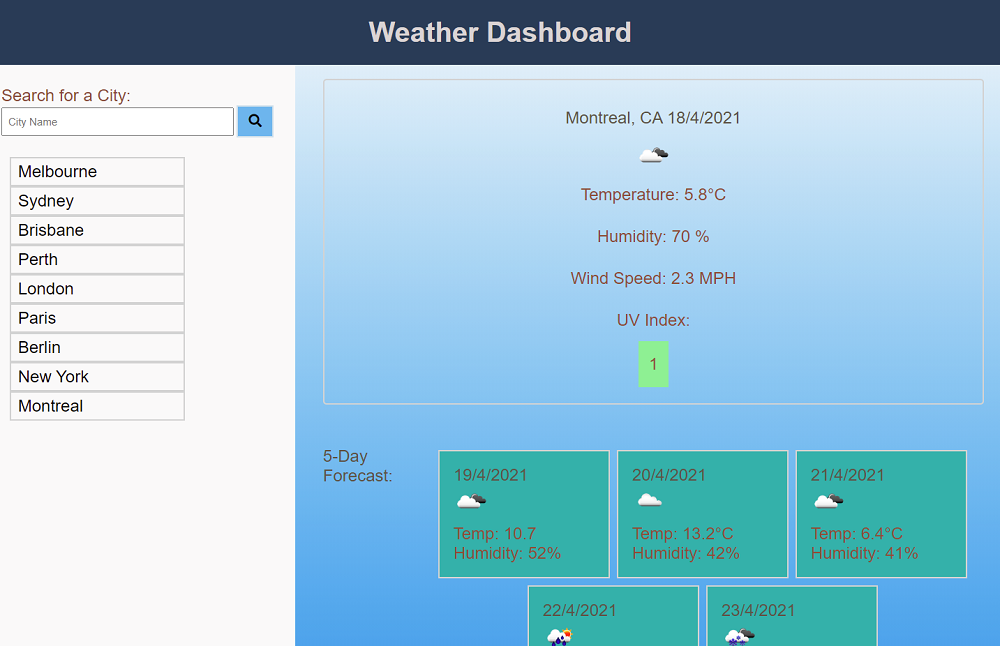 Weather Dashboard
Search for a City:
City Name
Melbourne
Sydney
Brisbane
Perth
London
Paris
Berlin
New York
Montreal
Montreal, CA 18/4/2021
Temperature: 5.8°C
Humidity: 70 %
Wind Speed: 2.3 MPH
UV Index:
1
5-Day
Forecast:
19/4/2021
Temp: 10.7
Humidity: 52%
20/4/2021
Temp: 13.2°C
Humidity: 42%
21/4/2021
Temp: 6.4°C
Humidity: 41%
22/4/2021
23/4/2021